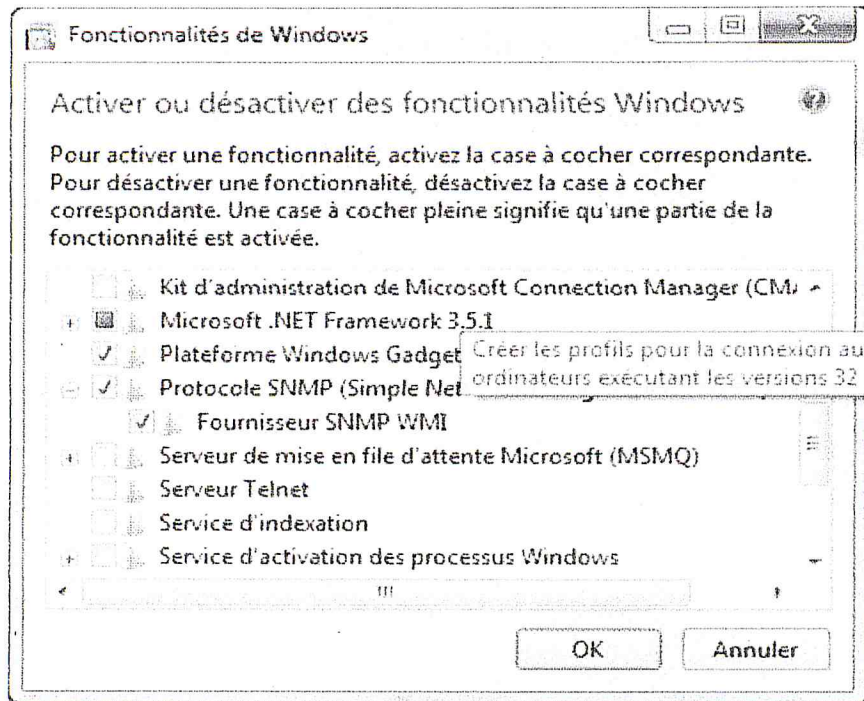 Fonctionnalités de Windows
Activer ou désactiver des fonctionnalités Windows
Pour activer une fonctionnalité, activez la case à cocher correspondante.
Pour désactiver une fonctionnalité, désactivez la case à cocher
correspondante. Une case à cocher pleine signifie qu'une partie de la
fonctionnalité est activée.
Kit d'administration de Microsoft Connection Manager (CMA
Microsoft .NET Framework 3.5.1
Plateforme Windows Gadget
Créer les profils pour la connexion au
ordinateurs exécutant les versions 32
Protocole SNMP (Simple Net
Fournisseur SNMP WMI
Serveur de mise en file d'attente Microsoft (MSMQ)
Serveur Telnet
Service d'indexation
Service d'activation des processus Windows
OK
Annuler